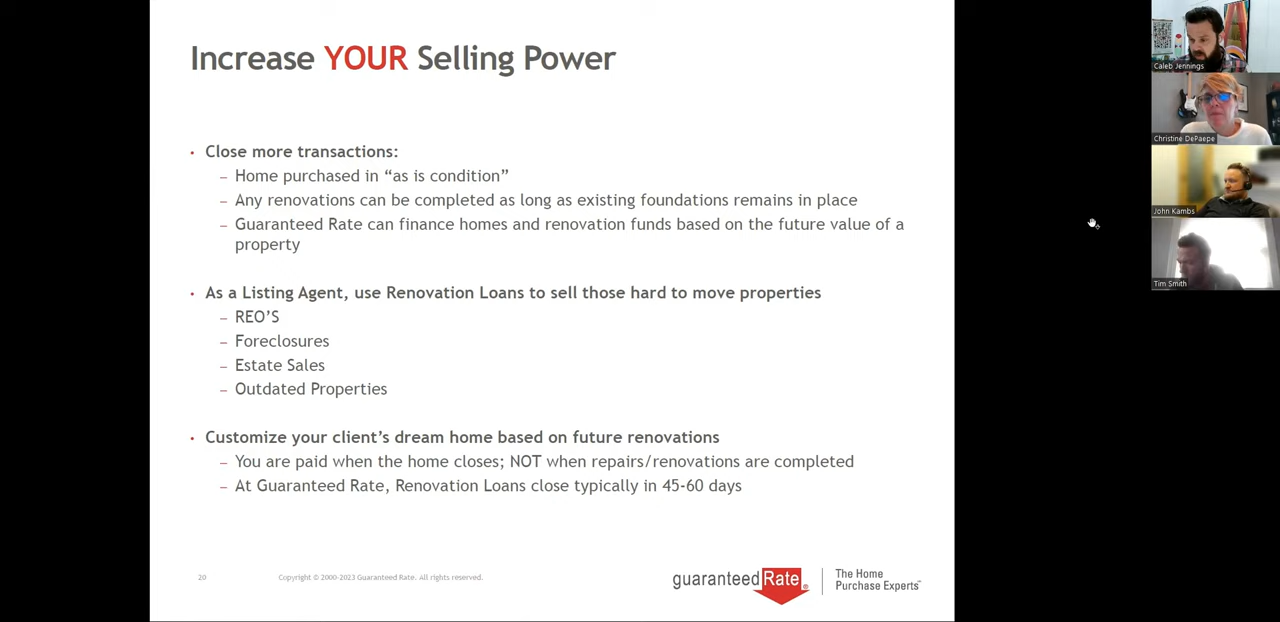 Increase YOUR Selling Power
• Close more transactions:
– Home purchased in “as is condition”
– Any renovations can be completed as long as existing foundations remains in place
– Guaranteed Rate can finance homes and renovation funds based on the future value of a
property
• As a Listing Agent, use Renovation Loans to sell those hard to move properties
– REO’S
– Foreclosures
– Estate Sales
– Outdated Properties
• Customize your client’s dream home based on future renovations
– You are paid when the home closes; NOT when repairs/renovations are completed
– At Guaranteed Rate, Renovation Loans close typically in 45-60 days
20
Copyright © 2000-2023 Guaranteed Rate. All rights reserved.
guaranteed Rate®
The Home
Purchase Experts™
Caleb Jennings
Christine DePaepe
John Kambs
Tim Smith